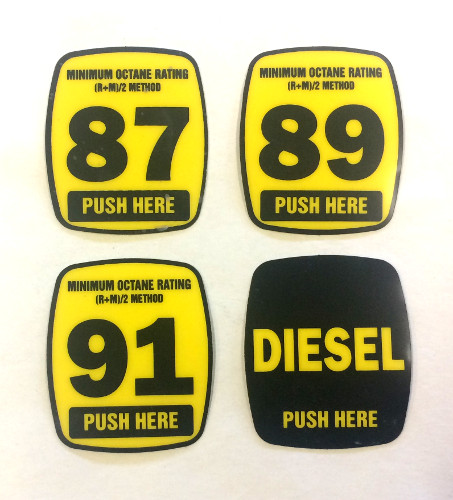 MINIMUM OCTANE RATING
(R+M)/2 METHOD
87
PUSH HERE
MINIMUM OCTANE RATING
(R+M)/2 METHOD
89
PUSH HERE
MINIMUM OCTANE RATING
(R+M)/2 METHOD
91
PUSH HERE
DIESEL
PUSH HERE